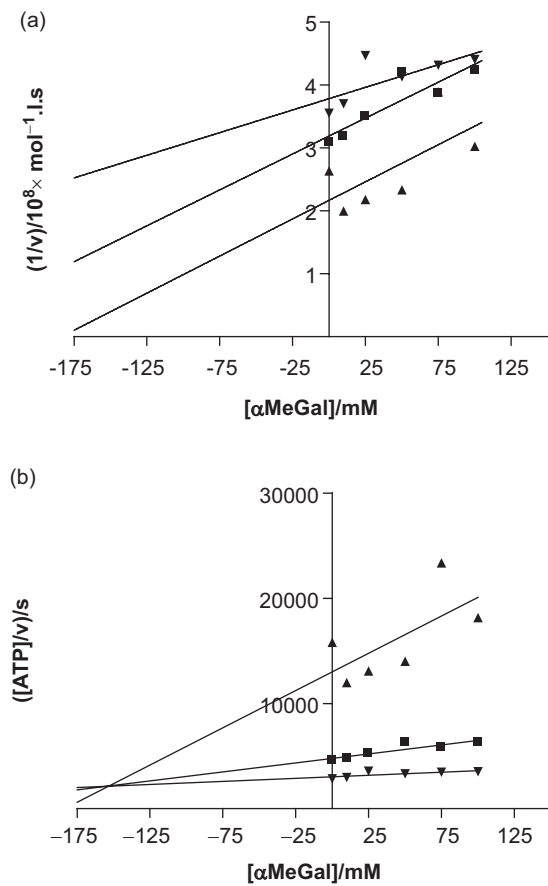 (a)
5
4
3
2
1
(1/v)/10⁸× mol⁻¹.l.s
-175 -125 -75 -25 25 75 125
[αMeGal]/mM
(b)
30000
20000
10000
([ATP]/v)/s
−175 −125 −75 −25 25 75 125
[αMeGal]/mM